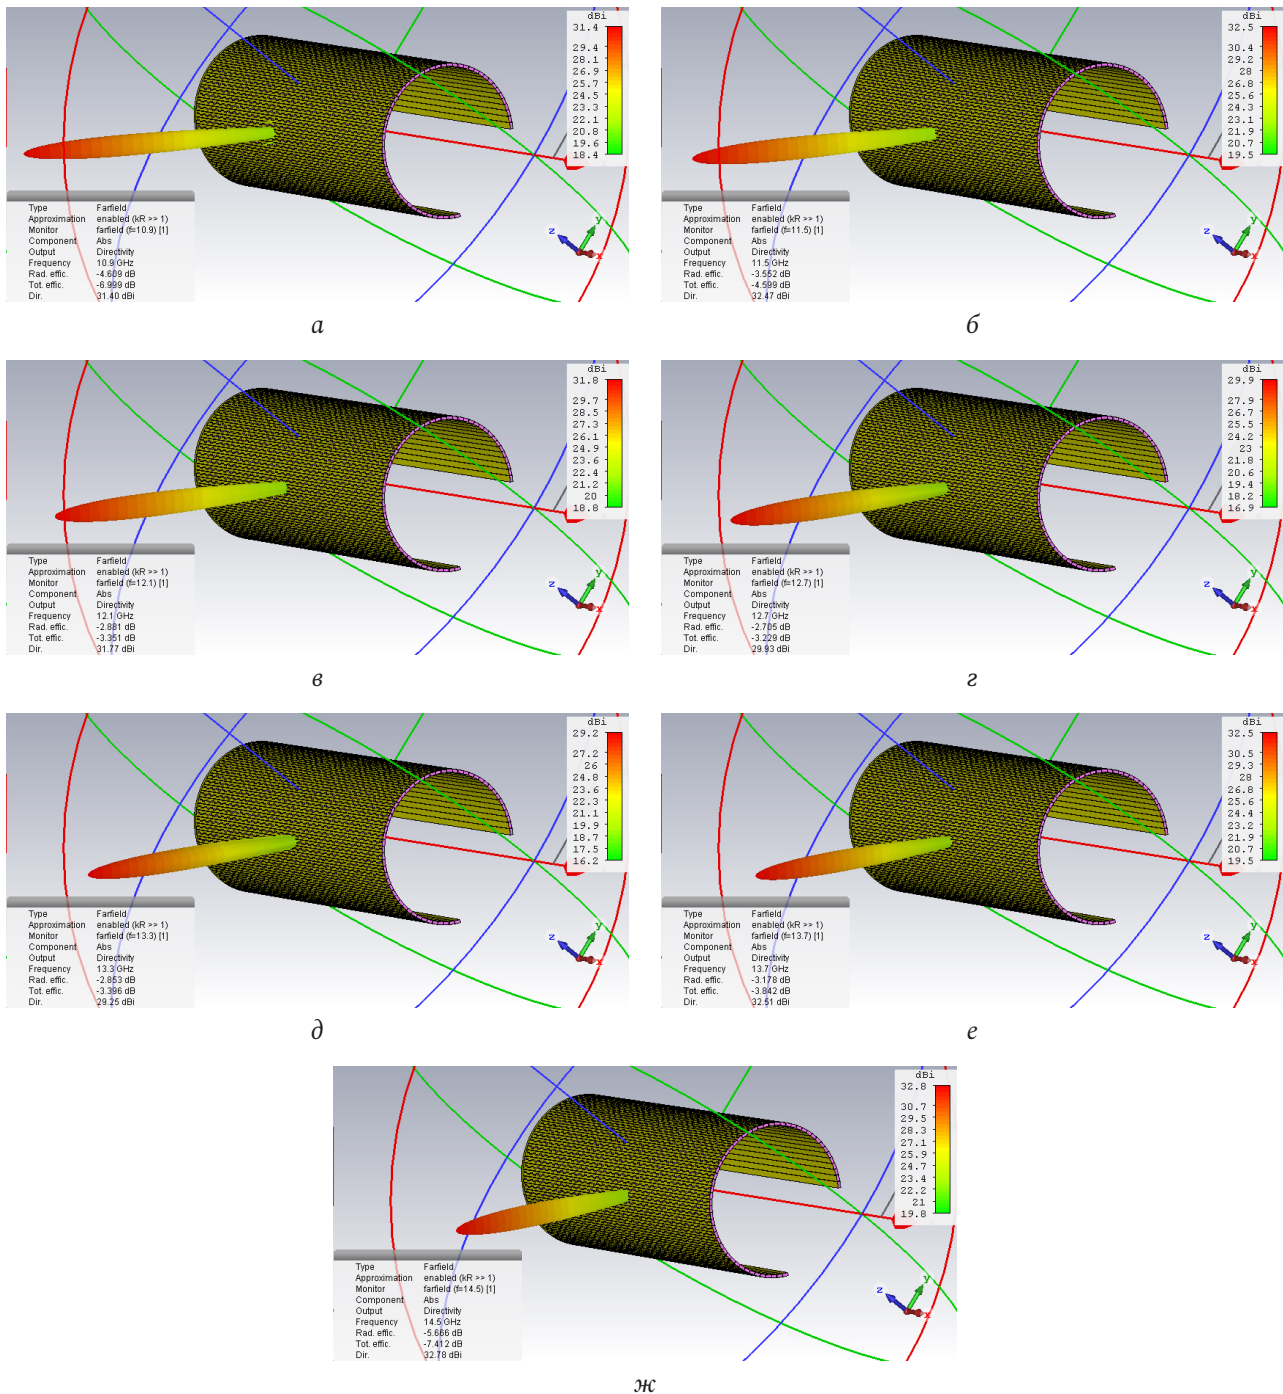 dBi
31.4
29.4
28.1
26.9
25.7
24.5
23.3
22.1
20.8
19.6
18.4
z
y
x
Type Farfield
Approximation enabled (kR >> 1)
Monitor farfield (f=10.9) [1]
Component Abs
Output Directivity
Frequency 10.9 GHz
Rad. effic. -4.609 dB
Tot. effic. -6.999 dB
Dir. 31.40 dBi
а
dBi
32.5
30.4
29.2
28
26.8
25.6
24.3
23.1
21.9
20.7
19.5
z
y
x
Type Farfield
Approximation enabled (kR >> 1)
Monitor farfield (f=11.5) [1]
Component Abs
Output Directivity
Frequency 11.5 GHz
Rad. effic. -3.552 dB
Tot. effic. -4.599 dB
Dir. 32.47 dBi
б
dBi
31.8
29.7
28.5
27.3
26.1
24.9
23.6
22.4
21.2
20
18.8
z
y
x
Type Farfield
Approximation enabled (kR >> 1)
Monitor farfield (f=12.1) [1]
Component Abs
Output Directivity
Frequency 12.1 GHz
Rad. effic. -2.881 dB
Tot. effic. -3.351 dB
Dir. 31.77 dBi
в
dBi
29.9
27.9
26.7
25.5
24.2
23
21.8
20.6
19.4
18.2
16.9
z
y
x
Type Farfield
Approximation enabled (kR >> 1)
Monitor farfield (f=12.7) [1]
Component Abs
Output Directivity
Frequency 12.7 GHz
Rad. effic. -2.705 dB
Tot. effic. -3.229 dB
Dir. 29.93 dBi
г
dBi
29.2
27.2
26
24.8
23.6
22.3
21.1
19.9
18.7
17.5
16.2
z
y
x
Type Farfield
Approximation enabled (kR >> 1)
Monitor farfield (f=13.3) [1]
Component Abs
Output Directivity
Frequency 13.3 GHz
Rad. effic. -2.853 dB
Tot. effic. -3.396 dB
Dir. 29.25 dBi
д
dBi
32.5
30.5
29.3
28
26.8
25.6
24.4
23.2
21.9
20.7
19.5
z
y
x
Type Farfield
Approximation enabled (kR >> 1)
Monitor farfield (f=13.7) [1]
Component Abs
Output Directivity
Frequency 13.7 GHz
Rad. effic. -3.178 dB
Tot. effic. -3.842 dB
Dir. 32.51 dBi
е
dBi
32.8
30.7
29.5
28.3
27.1
25.9
24.7
23.4
22.2
21
19.8
z
y
x
Type Farfield
Approximation enabled (kR >> 1)
Monitor farfield (f=14.5) [1]
Component Abs
Output Directivity
Frequency 14.5 GHz
Rad. effic. -5.666 dB
Tot. effic. -7.412 dB
Dir. 32.78 dBi
ж